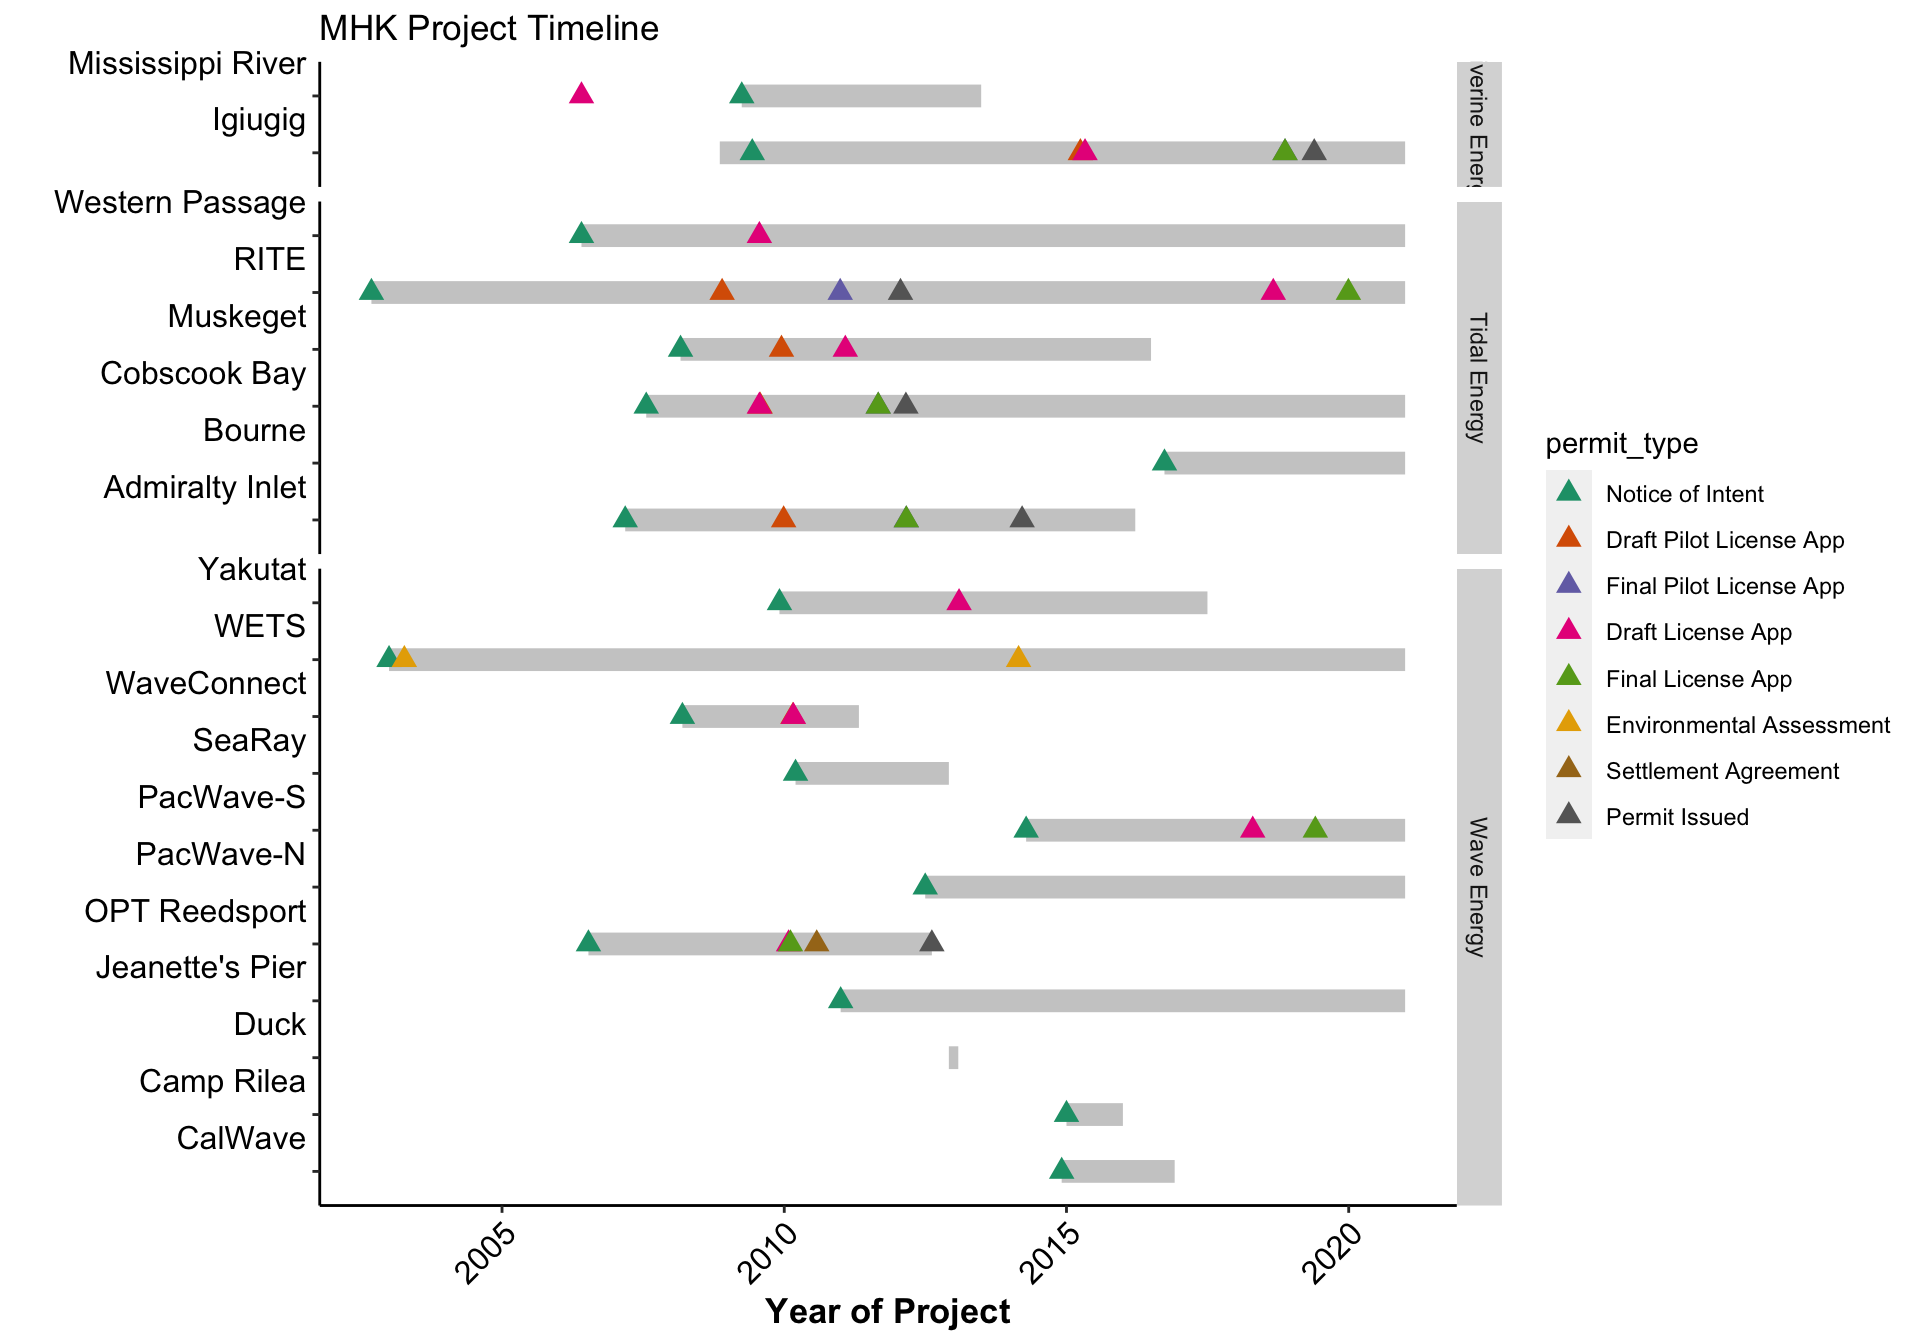 MHK Project Timeline
Mississippi River
Igiugig
verine Energ
Western Passage
RITE
Muskeget
Cobscook Bay
Bourne
Admiralty Inlet
Tidal Energy
Yakutat
WETS
WaveConnect
SeaRay
PacWave-S
PacWave-N
OPT Reedsport
Jeanette's Pier
Duck
Camp Rilea
CalWave
Wave Energy
2005
2010
2015
2020
Year of Project
permit_type
Notice of Intent
Draft Pilot License App
Final Pilot License App
Draft License App
Final License App
Environmental Assessment
Settlement Agreement
Permit Issued